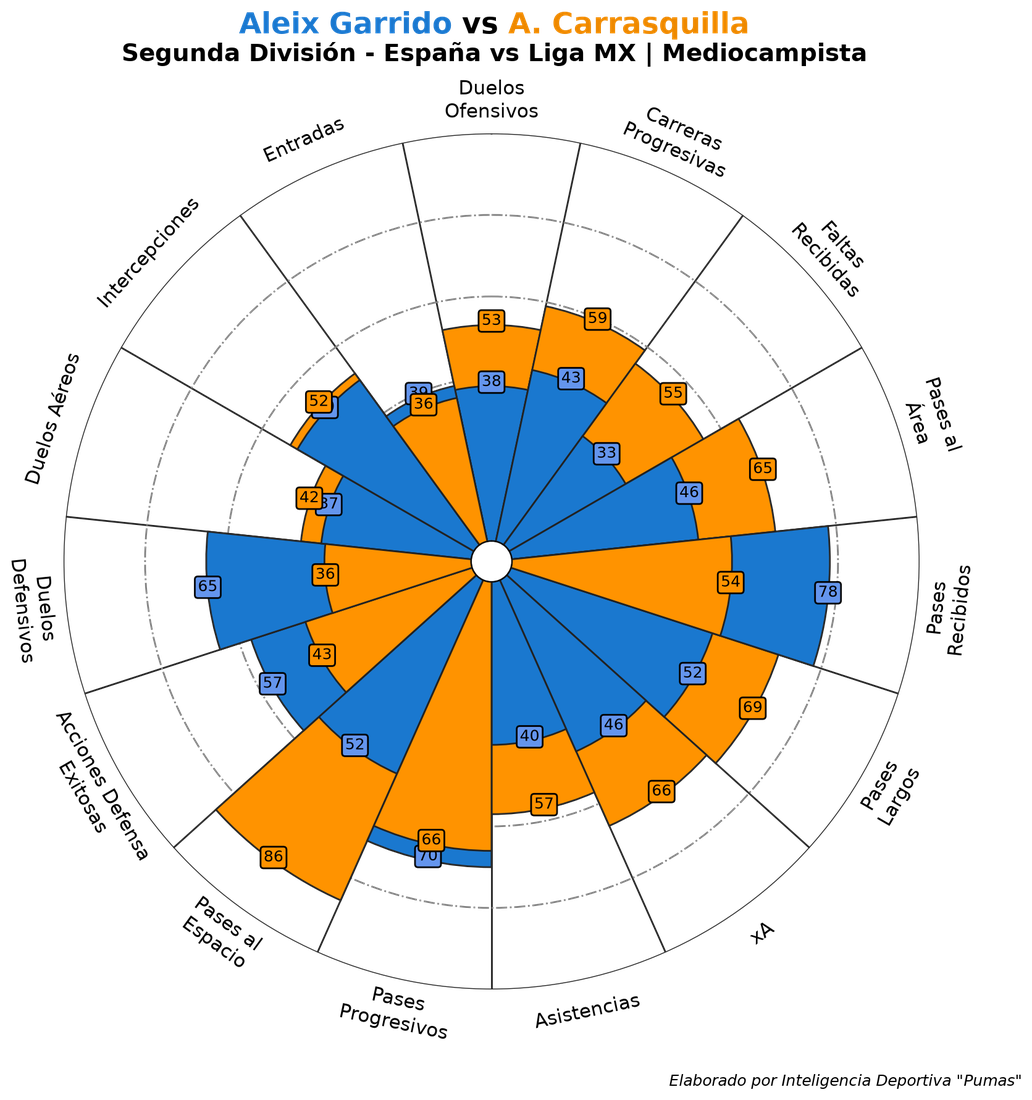 Aleix Garrido vs A. Carrasquilla
Segunda División - España vs Liga MX | Mediocampista
Duelos
Ofensivos
53
38
Carreras
Progresivas
59
43
Faltas
Recibidas
55
33
Pases al
Área
65
46
Pases
Recibidos
54
78
Pases
Largos
52
69
xA
46
66
Asistencias
40
57
Pases
Progresivos
66
70
Pases al
Espacio
52
86
Acciones Defensa
Exitosas
43
57
Duelos
Defensivos
36
65
Duelos Aéreos
42
37
Intercepciones
52
Entradas
39
36
Elaborado por Inteligencia Deportiva "Pumas"